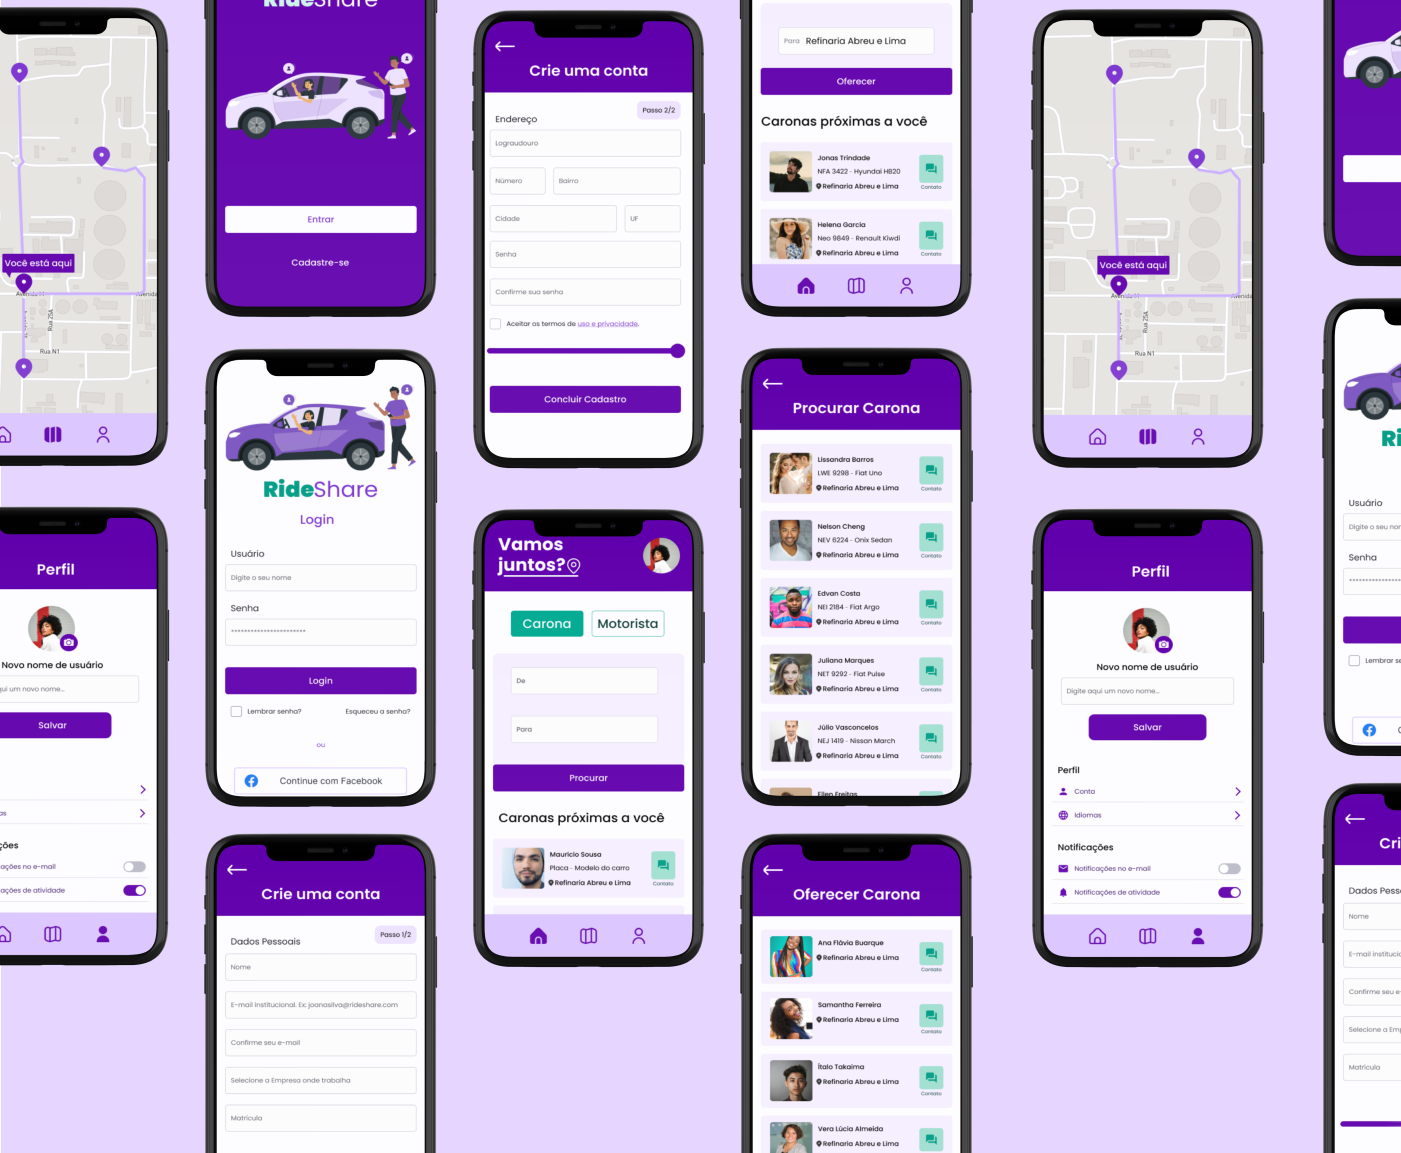 Você está aqui
Avenida
Rua 25A
Rua N1
Perfil
Novo nome de usuário
qui um novo nome...
Salvar
as
ções
ações no e-mail
ações de atividade
RideShare
Entrar
Cadastre-se
RideShare
Login
Usuário
Digite o seu nome
Senha
***********************
Login
Lembrar senha?
Esqueceu a senha?
ou
Continue com Facebook
Crie uma conta
Passo 1/2
Dados Pessoais
Nome
E-mail institucional. Ex: joanasilva@rideshare.com
Confirme seu e-mail
Selecione a Empresa onde trabalha
Matrícula
Crie uma conta
Passo 2/2
Endereço
Lograudouro
Número
Bairro
Cidade
UF
Senha
Confirme sua senha
Aceitar os termos de uso e privacidade.
Concluir Cadastro
Vamos
juntos?
Carona
Motorista
De
Para
Procurar
Caronas próximas a você
Mauricio Sousa
Placa - Modelo do carro
Refinaria Abreu e Lima
Contato
Para Refinaria Abreu e Lima
Oferecer
Caronas próximas a você
Jonas Trindade
NFA 3422 - Hyundai HB20
Refinaria Abreu e Lima
Contato
Helena Garcia
Neo 9849 - Renault Kiwdi
Refinaria Abreu e Lima
Contato
Procurar Carona
Lissandra Barros
LWE 9298 - Fiat Uno
Refinaria Abreu e Lima
Contato
Nelson Cheng
NEV 6224 - Onix Sedan
Refinaria Abreu e Lima
Contato
Edvan Costa
NEI 2184 - Fiat Argo
Refinaria Abreu e Lima
Contato
Juliana Marques
NET 9292 - Fiat Pulse
Refinaria Abreu e Lima
Contato
Júlio Vasconcelos
NEJ 1419 - Nissan March
Refinaria Abreu e Lima
Contato
Ellen Freitas
Oferecer Carona
Ana Flávia Buarque
Refinaria Abreu e Lima
Contato
Samantha Ferreira
Refinaria Abreu e Lima
Contato
Ítalo Takaima
Refinaria Abreu e Lima
Contato
Vera Lúcia Almeida
Refinaria Abreu e Lima
Contato
Você está aqui
Avenida
Rua 25A
Rua N1
Perfil
Novo nome de usuário
Digite aqui um novo nome...
Salvar
Perfil
Conta
Idiomas
Notificações
Notificações no e-mail
Notificações de atividade
Ri
Usuário
Digite o seu nor
Senha
Lembrar se
C
Cri
Dados Pess
Nome
E-mail institucio
Confirme seu e-
Selecione a Emp
Matrícula